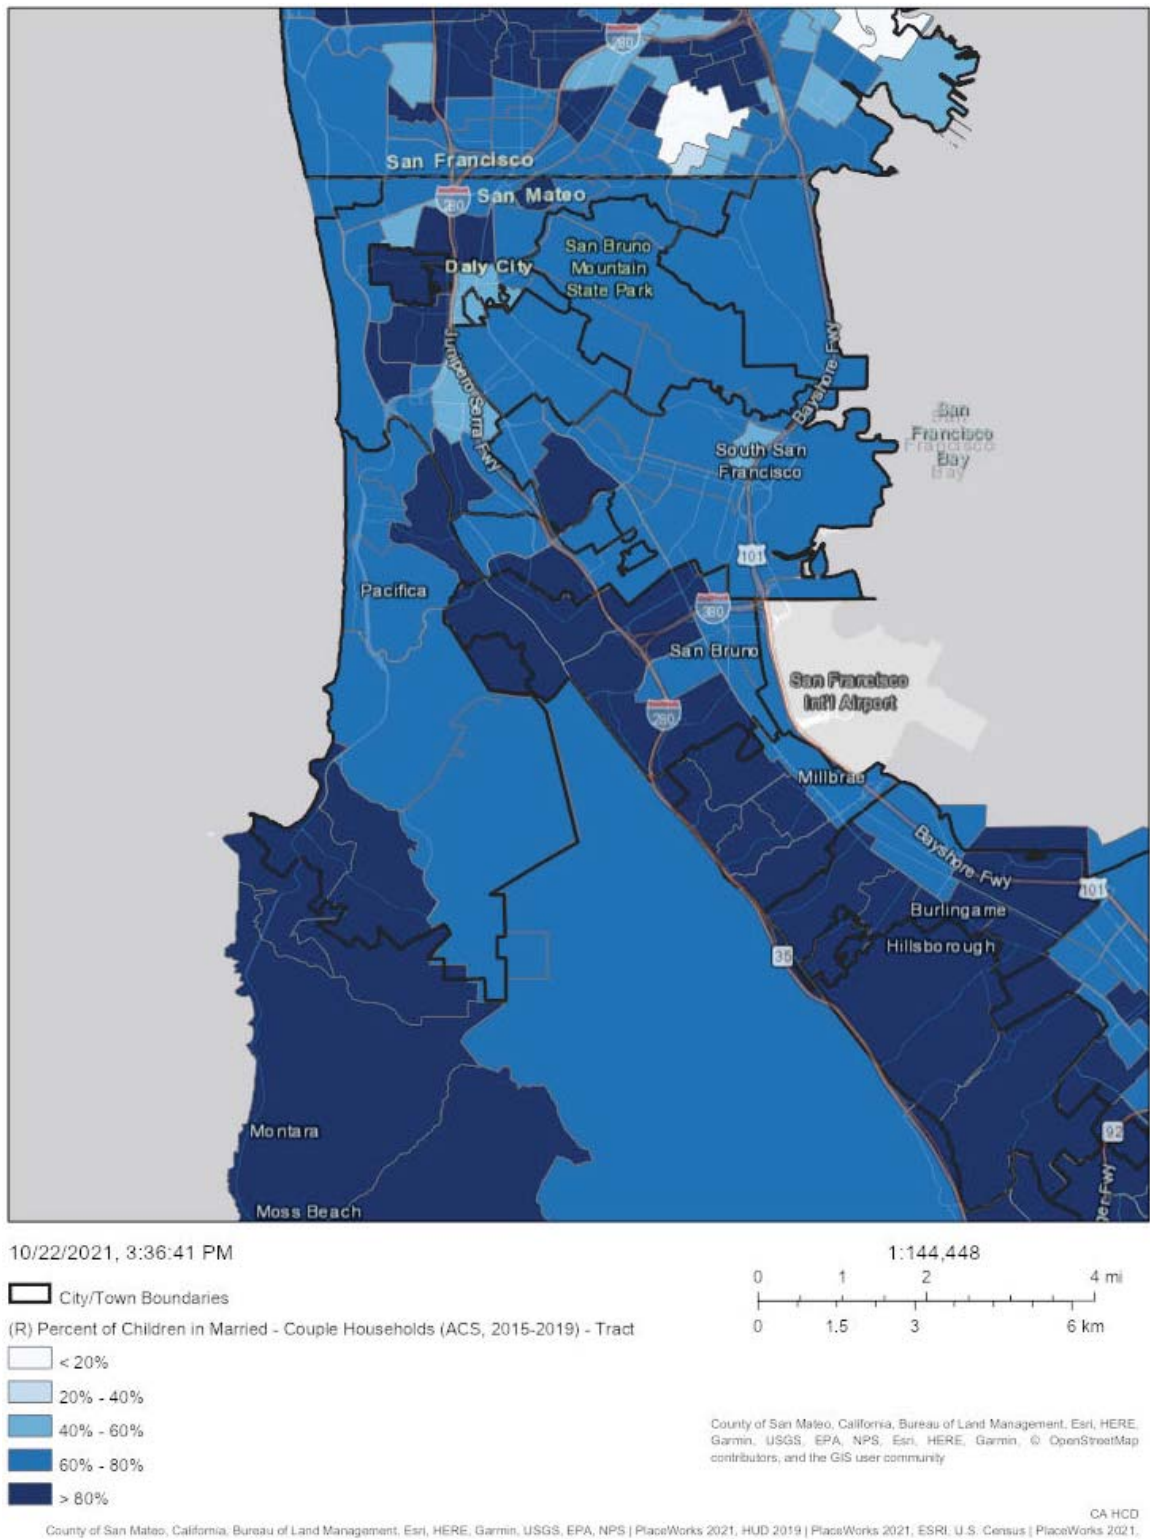 280
San Francisco
280
San Mateo
San Bruno
Mountain
State Park
Daly City
Junipero Serra Fwy
Bayshore Fwy
San
Francisco
Bay
San
Francisco
Bay
South San
Francisco
101
Pacifica
380
San Bruno
San Francisco
Int'l Airport
280
Millbrae
Bayshore Fwy
101
Burlingame
Hillsborough
35
Montara
92
Moss Beach
10/22/2021, 3:36:41 PM
1:144,448
0 1 2 4 mi
City/Town Boundaries
0 1.5 3 6 km
(R) Percent of Children in Married - Couple Households (ACS, 2015-2019) - Tract
< 20%
20% - 40%
40% - 60%
60% - 80%
> 80%
County of San Mateo, California, Bureau of Land Management, Esri, HERE,
Garmin, USGS, EPA, NPS, Esri, HERE, Garmin, © OpenStreetMap
contributors, and the GIS user community
CA HCD
County of San Mateo, California, Bureau of Land Management, Esri, HERE, Garmin, USGS, EPA, NPS | PlaceWorks 2021, HUD 2019 | PlaceWorks 2021, ESRI, U.S. Census | PlaceWorks 2021,